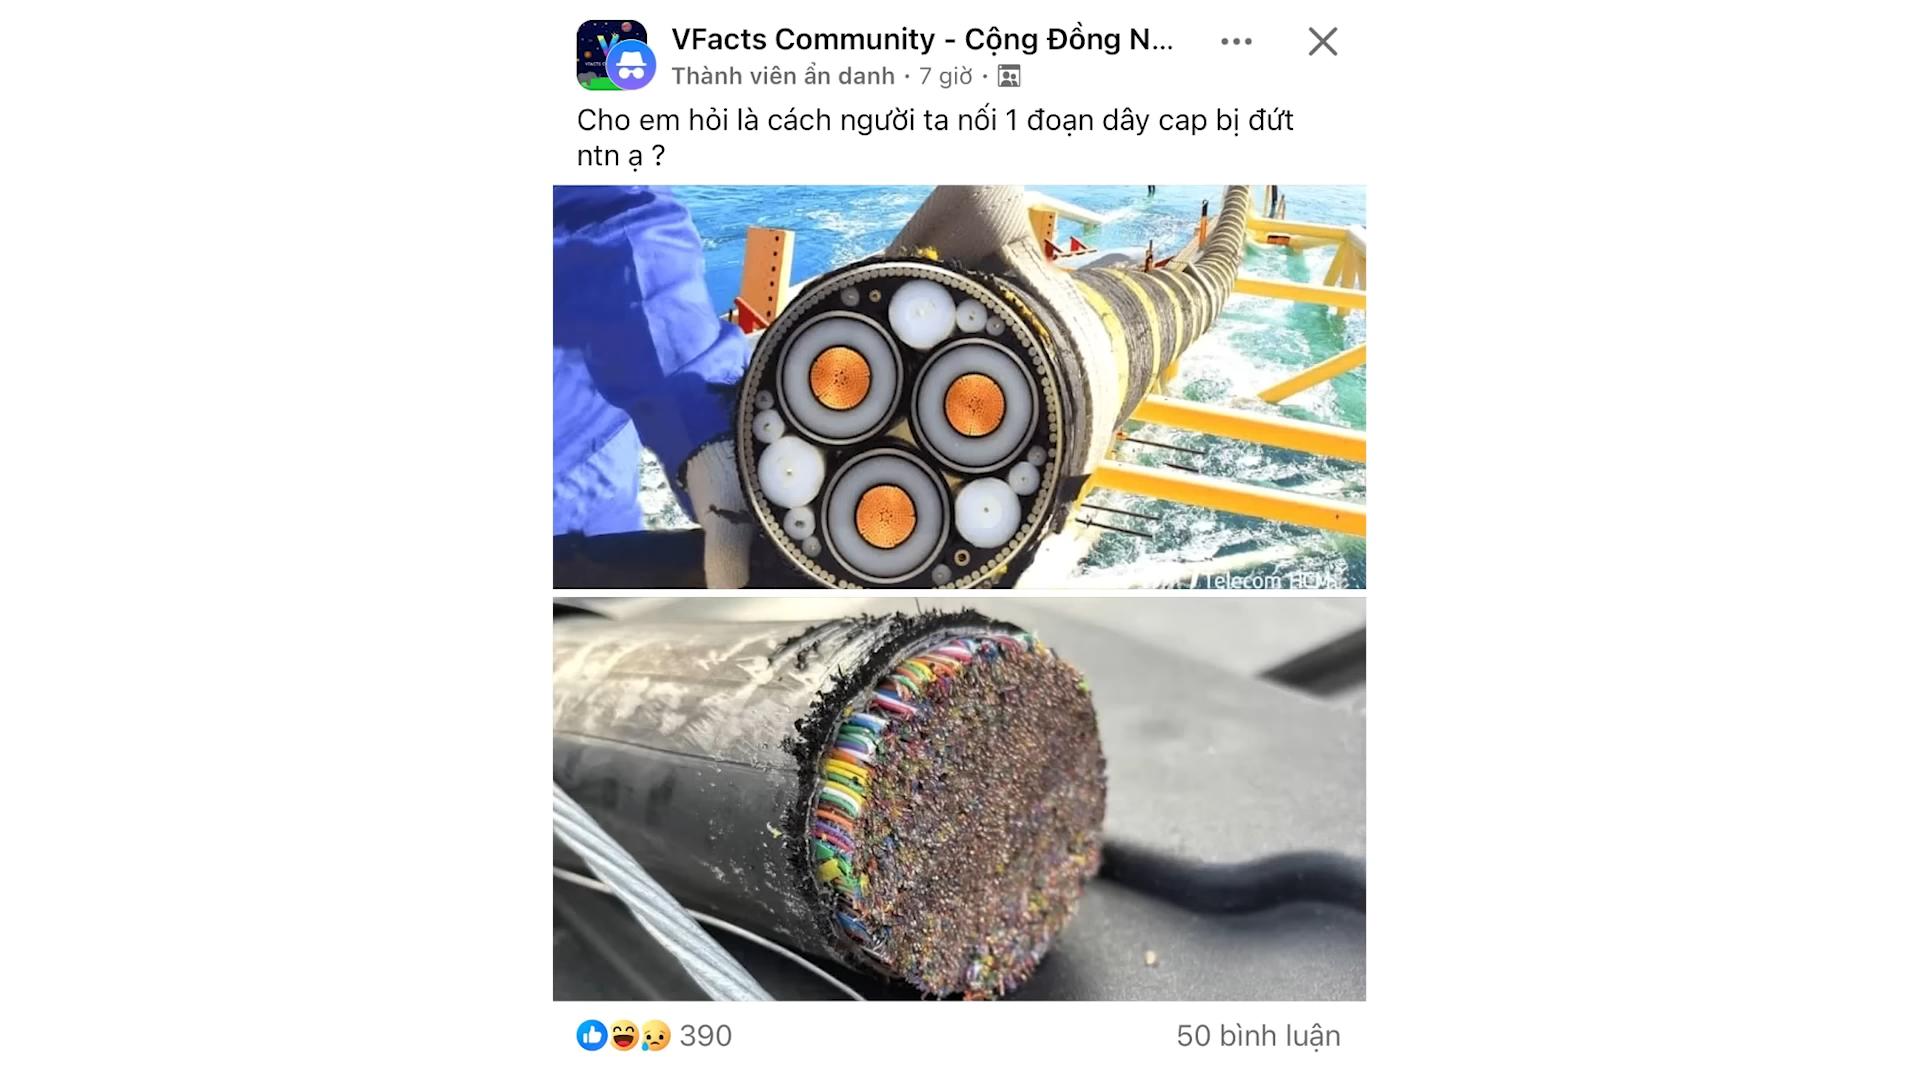 VFacts Community - Cộng Đồng N...
Thành viên ẩn danh · 7 giờ ·
Cho em hỏi là cách người ta nối 1 đoạn dây cap bị đứt
ntn ạ ?
Telecom HCM
390
50 bình luận